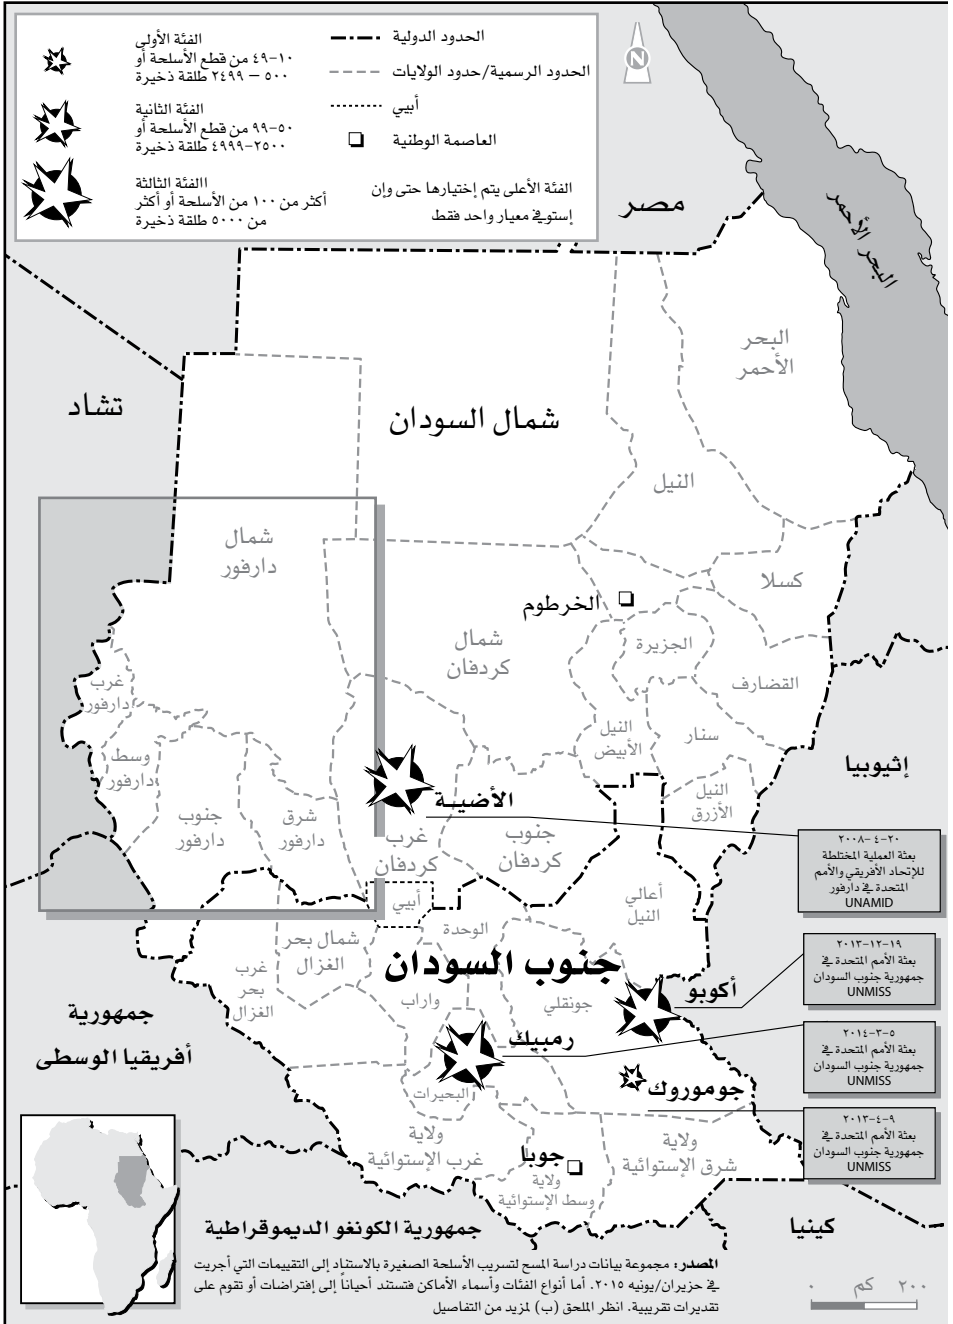 الحدود الدولية
الحدود الرسمية/حدود الولايات
أبيي
العاصمة الوطنية
الفئة الأعلى يتم إختيارها حتى وإن
إستوفى معيار واحد فقط
الفئة الأولى
١٠-٤٩ من قطع الأسلحة أو
٥٠٠ – ٢٤٩٩ طلقة ذخيرة
الفئة الثانية
٥٠-٩٩ من قطع الأسلحة أو
٢٥٠٠-٤٩٩٩ طلقة ذخيرة
االفئة الثالثة
أكثر من ١٠٠ من الأسلحة أو أكثر
من ٥٠٠٠ طلقة ذخيرة
N
مصر
البحر الأحمر
البحر
الأحمر
تشاد
شمال السودان
النيل
شمال
دارفور
كسلا
الخرطوم
شمال
كردفان
الجزيرة
القضارف
غرب
دارفور
النيل
الأبيض
سنار
وسط
دارفور
إثيوبيا
الأضيـة
النيل
الأزرق
جنوب
دارفور
شرق
دارفور
غرب
كردفان
جنوب
كردفان
٢٠-٤-٢٠٠٨
بعثة العملية المختلطة
للإتحاد الأفريقي والأمم
المتحدة في دارفور
UNAMID
أبيي
أعالي
النيل
الوحدة
شمال بحر
الغزال
جنوب السودان
غرب
بحر
الغزال
واراب
جونقلي
أكوبو
١٩-١٢-٢٠١٣
بعثة الأمم المتحدة في
جمهورية جنوب السودان
UNMISS
جمهورية
أفريقيا الوسطى
رمبيك
٥-٣-٢٠١٤
بعثة الأمم المتحدة في
جمهورية جنوب السودان
UNMISS
جوموروك
البحيرات
٩-٤-٢٠١٣
بعثة الأمم المتحدة في
جمهورية جنوب السودان
UNMISS
ولاية
غرب الإستوائية
جوبا
ولاية
وسط الإستوائية
ولاية
شرق الإستوائية
جمهورية الكونغو الديموقراطية
كينيا
المصدر: مجموعة بيانات دراسة المسح لتسريب الأسلحة الصغيرة بالاستناد إلى التقييمات التي أجريت
في حزيران/يونيه ٢٠١٥. أما أنواع الفئات وأسماء الأماكن فتستند أحياناً إلى إفتراضات أو تقوم على
تقديرات تقريبية. انظر الملحق (ب) لمزيد من التفاصيل
٠ كم ٢٠٠